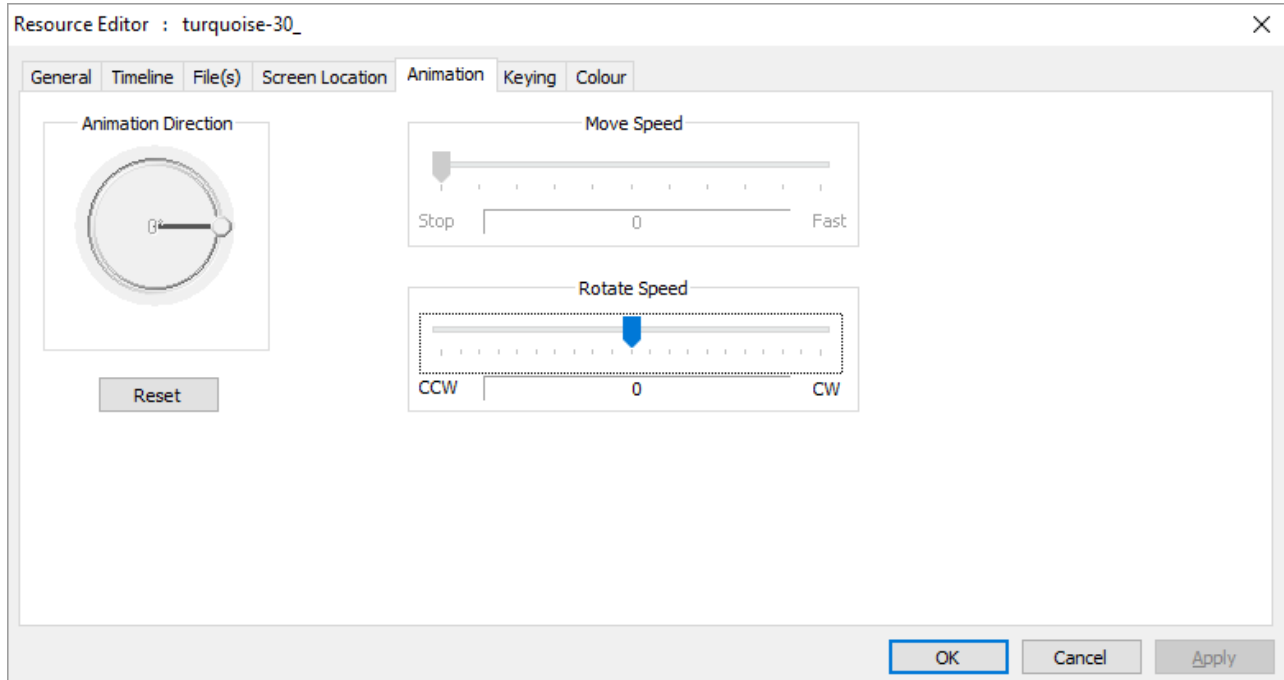 Resource Editor : turquoise-30_
General Timeline File(s) Screen Location Animation Keying Colour
Animation Direction
0°
Reset
Move Speed
Stop 0 Fast
Rotate Speed
CCW 0 CW
OK Cancel Apply